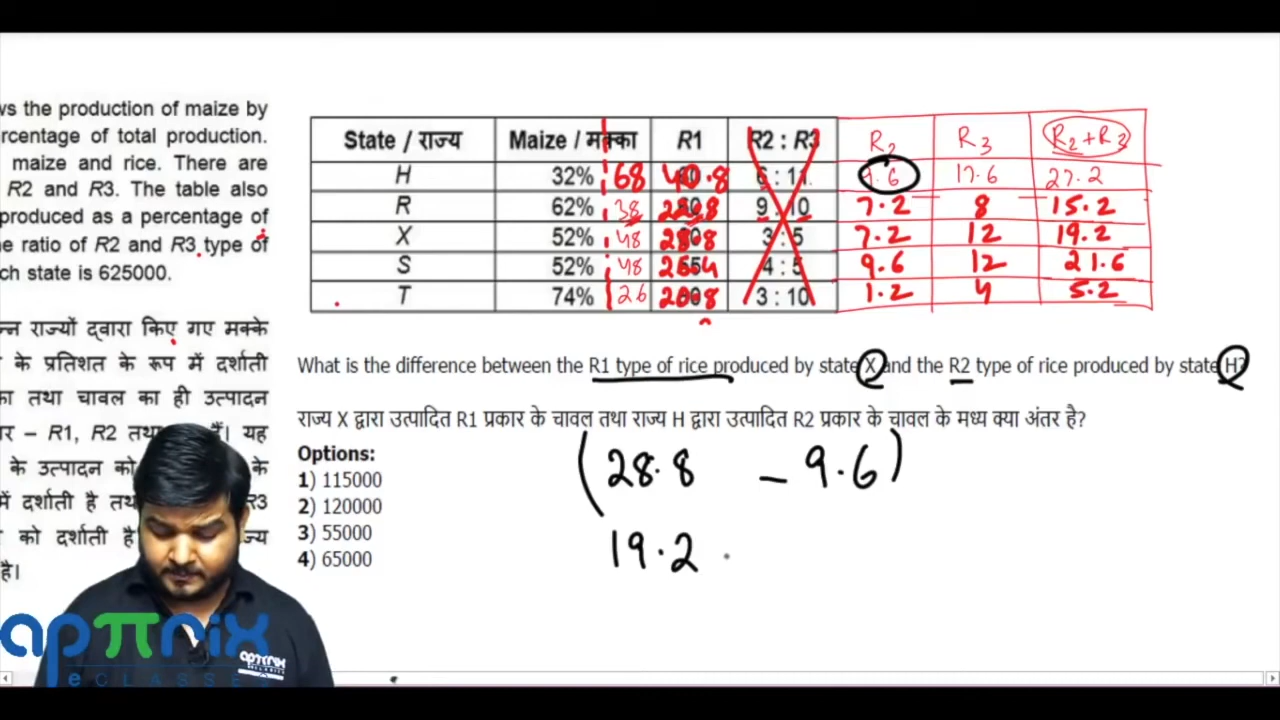 ws the production of maize by
rcentage of total production.
maize and rice. There are
R2 and R3. The table also
produced as a percentage of
ne ratio of R2 and R3 type of
ch state is 625000.
न्न राज्यों द्वारा किए गए मक्के
के प्रतिशत के रूप में दर्शाती
का तथा चावल का ही उत्पादन
गर – R1, R2 तथा हैं। यह
के उत्पादन को के
में दर्शाती है तथा R3
को दर्शाती है ज्य
है।
State / राज्य Maize / मक्का R1 R2 : R3 R2 R3 R2+R3
H 32% 68 40.8 6 : 11 9.6 17.6 27.2
R 62% 38 22.8 9 : 10 7.2 8 15.2
X 52% 48 28.8 3 : 5 7.2 12 19.2
S 52% 48 26.4 4 : 5 9.6 12 21.6
T 74% 26 20.8 3 : 10 1.2 4 5.2
What is the difference between the R1 type of rice produced by state X and the R2 type of rice produced by state H?
राज्य X द्वारा उत्पादित R1 प्रकार के चावल तथा राज्य H द्वारा उत्पादित R2 प्रकार के चावल के मध्य क्या अंतर है?
Options:
1) 115000
2) 120000
3) 55000
4) 65000
(28.8 – 9.6)
19.2
apππrix
eCLASSES
apππrix